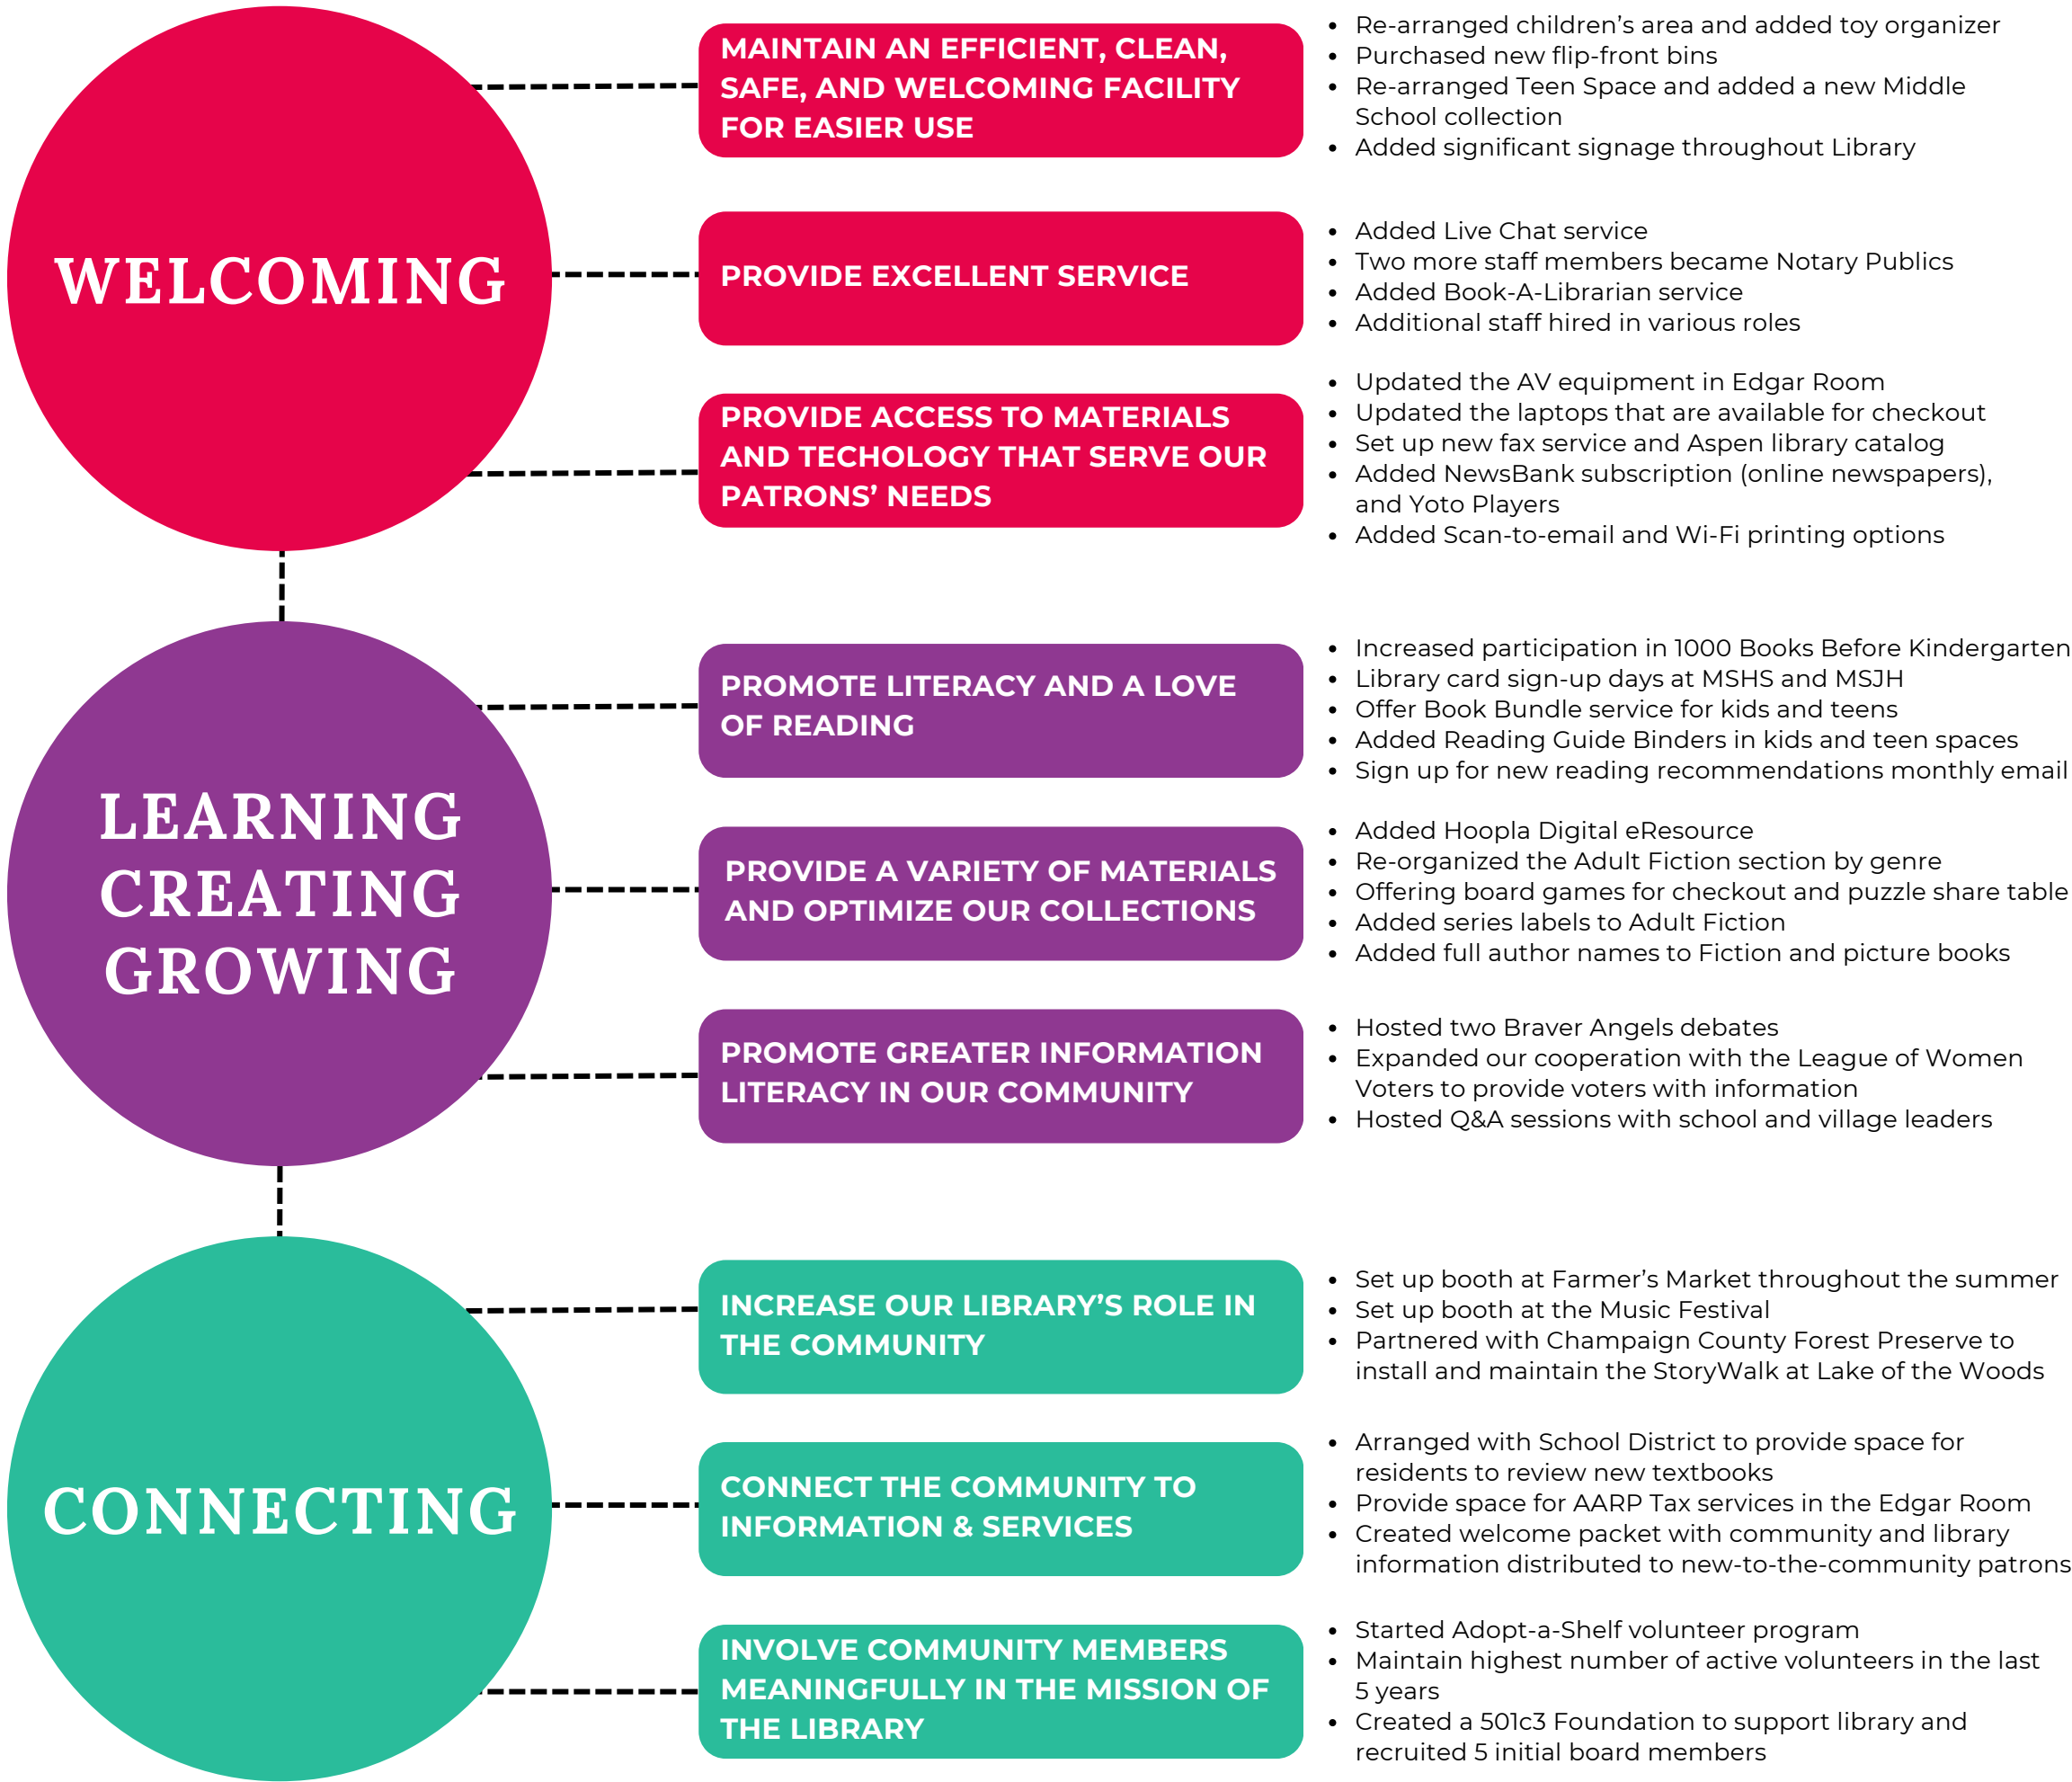 WELCOMING
MAINTAIN AN EFFICIENT, CLEAN,
SAFE, AND WELCOMING FACILITY
FOR EASIER USE
• Re-arranged children's area and added toy organizer
• Purchased new flip-front bins
• Re-arranged Teen Space and added a new Middle
School collection
• Added significant signage throughout Library
PROVIDE EXCELLENT SERVICE
• Added Live Chat service
• Two more staff members became Notary Publics
• Added Book-A-Librarian service
• Additional staff hired in various roles
PROVIDE ACCESS TO MATERIALS
AND TECHOLOGY THAT SERVE OUR
PATRONS' NEEDS
• Updated the AV equipment in Edgar Room
• Updated the laptops that are available for checkout
• Set up new fax service and Aspen library catalog
• Added NewsBank subscription (online newspapers),
and Yoto Players
• Added Scan-to-email and Wi-Fi printing options
LEARNING
CREATING
GROWING
PROMOTE LITERACY AND A LOVE
OF READING
• Increased participation in 1000 Books Before Kindergarten
• Library card sign-up days at MSHS and MSJH
• Offer Book Bundle service for kids and teens
• Added Reading Guide Binders in kids and teen spaces
• Sign up for new reading recommendations monthly email
PROVIDE A VARIETY OF MATERIALS
AND OPTIMIZE OUR COLLECTIONS
• Added Hoopla Digital eResource
• Re-organized the Adult Fiction section by genre
• Offering board games for checkout and puzzle share table
• Added series labels to Adult Fiction
• Added full author names to Fiction and picture books
PROMOTE GREATER INFORMATION
LITERACY IN OUR COMMUNITY
• Hosted two Braver Angels debates
• Expanded our cooperation with the League of Women
Voters to provide voters with information
• Hosted Q&A sessions with school and village leaders
CONNECTING
INCREASE OUR LIBRARY'S ROLE IN
THE COMMUNITY
• Set up booth at Farmer's Market throughout the summer
• Set up booth at the Music Festival
• Partnered with Champaign County Forest Preserve to
install and maintain the StoryWalk at Lake of the Woods
CONNECT THE COMMUNITY TO
INFORMATION & SERVICES
• Arranged with School District to provide space for
residents to review new textbooks
• Provide space for AARP Tax services in the Edgar Room
• Created welcome packet with community and library
information distributed to new-to-the-community patrons
INVOLVE COMMUNITY MEMBERS
MEANINGFULLY IN THE MISSION OF
THE LIBRARY
• Started Adopt-a-Shelf volunteer program
• Maintain highest number of active volunteers in the last
5 years
• Created a 501c3 Foundation to support library and
recruited 5 initial board members